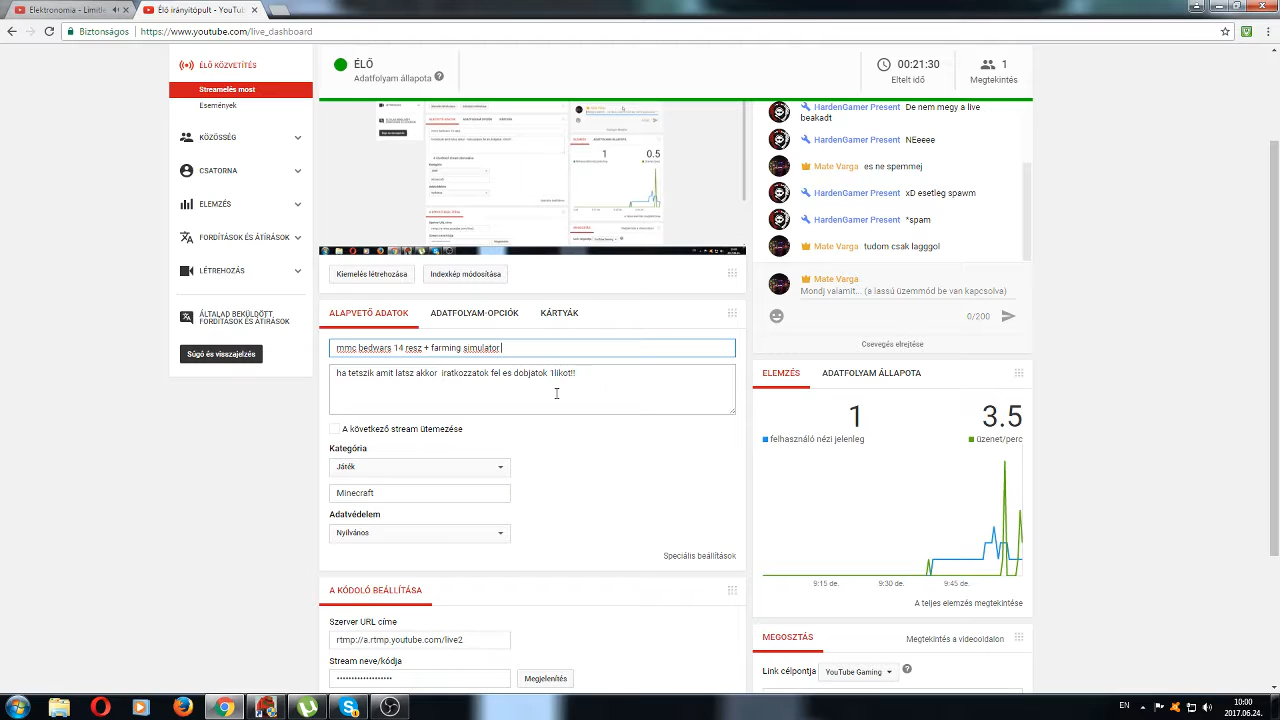 Elektronomia - Limitle
Élő irányítópult - YouTu
Biztonságos
https://www.youtube.com/live_dashboard
ÉLŐ KÖZVETÍTÉS
Streamelés most
Események
KÖZÖSSÉG
CSATORNA
ELEMZÉS
FORDÍTÁSOK ÉS ÁTÍRÁSOK
LÉTREHOZÁS
ÁLTALAD BEKÜLDÖTT,
FORDÍTÁSOK ÉS ÁTÍRÁSOK
Súgó és visszajelzés
ÉLŐ
Adatfolyam állapota
00:21:30
Eltelt idő
1
Megtekintés
1
0.5
Kiemelés létrehozása
Indexkép módosítása
ALAPVETŐ ADATOK
ADATFOLYAM-OPCIÓK
KÁRTYÁK
mmc bedwars 14 resz + farming simulator
ha tetszik amit latsz akkor iratkozzatok fel es dobjatok 1likot!!
A következő stream ütemezése
Kategória
Játék
Minecraft
Adatvédelem
Nyilvános
Speciális beállítások
A KÓDOLÓ BEÁLLÍTÁSA
Szerver URL címe
rtmp://a.rtmp.youtube.com/live2
Stream neve/kódja
••••••••••••••••••
Megjelenítés
HardenGamer Present De nem megy a live
beszedt
HardenGamer Present NEeeee
Mate Varga esrse spemmej
HardenGamer Present xD esetleg spawm
HardenGamer Present *spam
Mate Varga tudom csak lagggol
Mate Varga
Mondj valamit... (a lassú üzemmód be van kapcsolva)
0/200
Csevegés elrejtése
ELEMZÉS
ADATFOLYAM ÁLLAPOTA
1
felhasználó nézi jelenleg
3.5
üzenet/perc
9:15 de.
9:30 de.
9:45 de.
A teljes elemzés megtekintése
MEGOSZTÁS
Megtekintés a videooldalon
Link célpontja
YouTube Gaming
EN
10:00
2017.06.24.